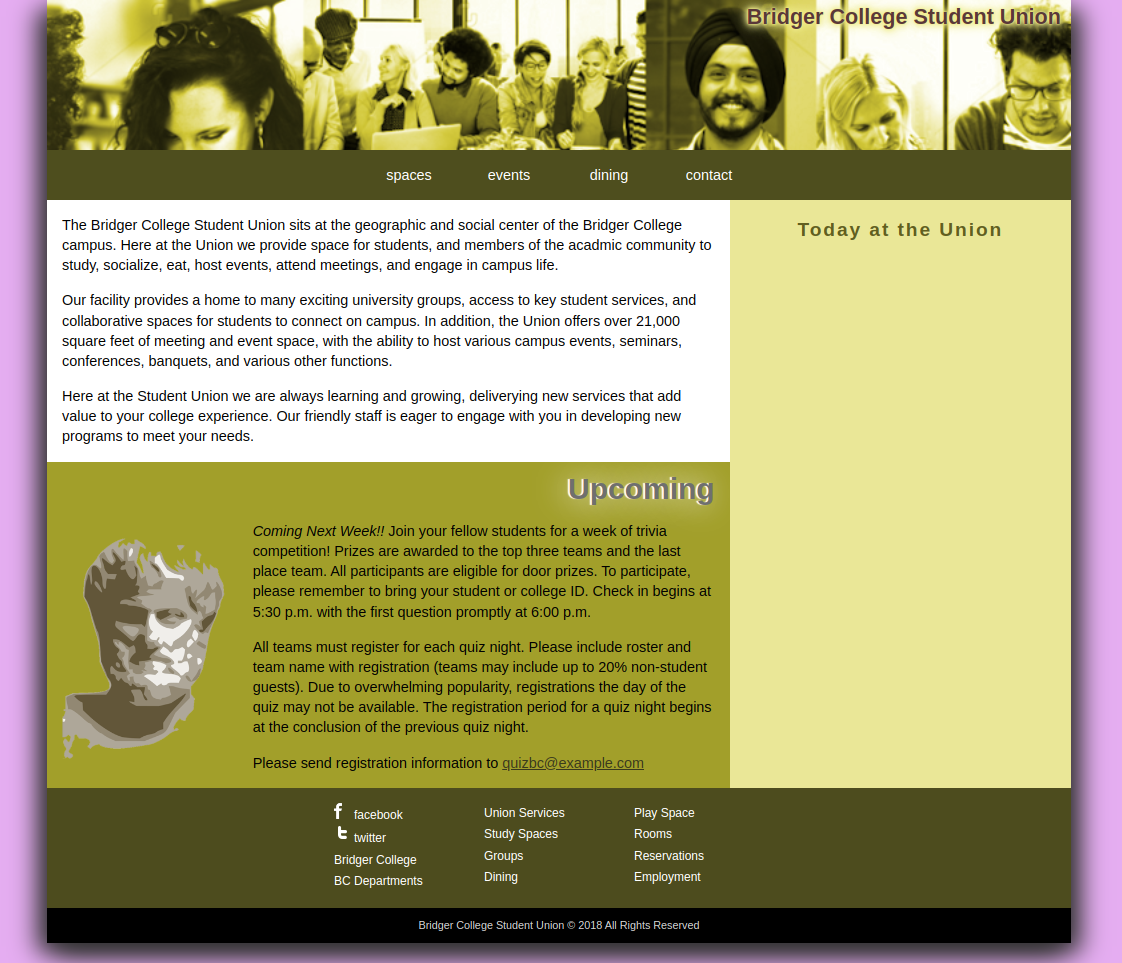 Bridger College Student Union
spaces events dining contact
The Bridger College Student Union sits at the geographic and social center of the Bridger College
campus. Here at the Union we provide space for students, and members of the acadmic community to
study, socialize, eat, host events, attend meetings, and engage in campus life.
Our facility provides a home to many exciting university groups, access to key student services, and
collaborative spaces for students to connect on campus. In addition, the Union offers over 21,000
square feet of meeting and event space, with the ability to host various campus events, seminars,
conferences, banquets, and various other functions.
Here at the Student Union we are always learning and growing, deliverying new services that add
value to your college experience. Our friendly staff is eager to engage with you in developing new
programs to meet your needs.
Today at the Union
Upcoming
Coming Next Week!! Join your fellow students for a week of trivia
competition! Prizes are awarded to the top three teams and the last
place team. All participants are eligible for door prizes. To participate,
please remember to bring your student or college ID. Check in begins at
5:30 p.m. with the first question promptly at 6:00 p.m.
All teams must register for each quiz night. Please include roster and
team name with registration (teams may include up to 20% non-student
guests). Due to overwhelming popularity, registrations the day of the
quiz may not be available. The registration period for a quiz night begins
at the conclusion of the previous quiz night.
Please send registration information to quizbc@example.com
facebook
twitter
Bridger College
BC Departments
Union Services
Study Spaces
Groups
Dining
Play Space
Rooms
Reservations
Employment
Bridger College Student Union © 2018 All Rights Reserved